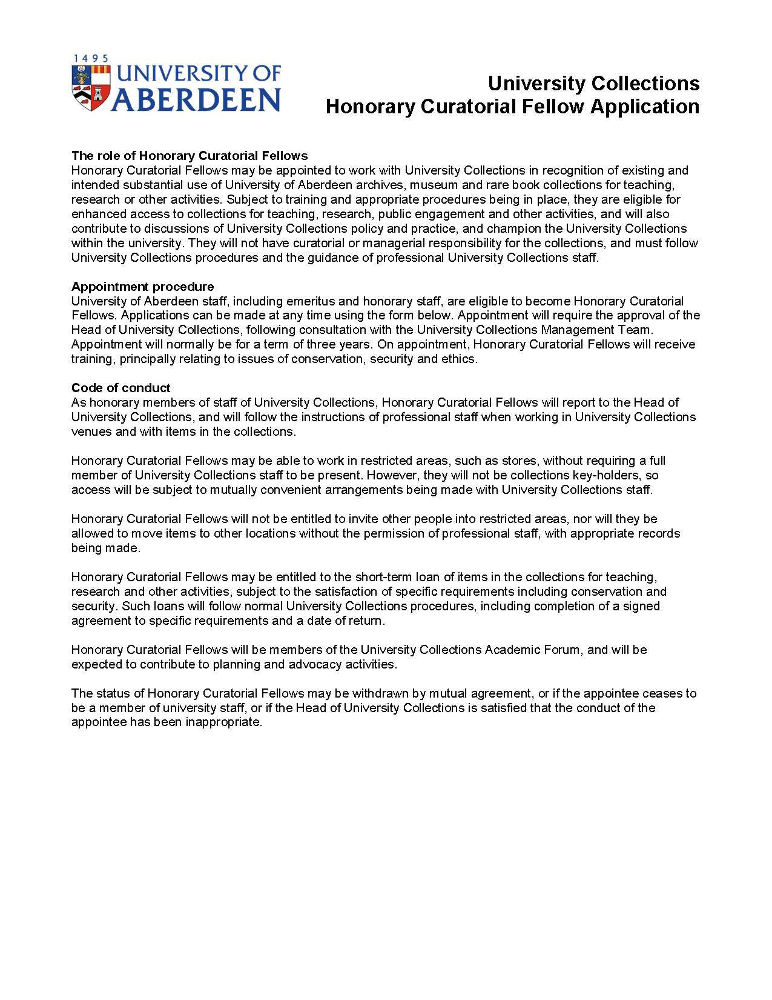 1495
UNIVERSITY OF
ABERDEEN
University Collections
Honorary Curatorial Fellow Application
The role of Honorary Curatorial Fellows
Honorary Curatorial Fellows may be appointed to work with University Collections in recognition of existing and
intended substantial use of University of Aberdeen archives, museum and rare book collections for teaching,
research or other activities. Subject to training and appropriate procedures being in place, they are eligible for
enhanced access to collections for teaching, research, public engagement and other activities, and will also
contribute to discussions of University Collections policy and practice, and champion the University Collections
within the university. They will not have curatorial or managerial responsibility for the collections, and must follow
University Collections procedures and the guidance of professional University Collections staff.
Appointment procedure
University of Aberdeen staff, including emeritus and honorary staff, are eligible to become Honorary Curatorial
Fellows. Applications can be made at any time using the form below. Appointment will require the approval of the
Head of University Collections, following consultation with the University Collections Management Team.
Appointment will normally be for a term of three years. On appointment, Honorary Curatorial Fellows will receive
training, principally relating to issues of conservation, security and ethics.
Code of conduct
As honorary members of staff of University Collections, Honorary Curatorial Fellows will report to the Head of
University Collections, and will follow the instructions of professional staff when working in University Collections
venues and with items in the collections.
Honorary Curatorial Fellows may be able to work in restricted areas, such as stores, without requiring a full
member of University Collections staff to be present. However, they will not be collections key-holders, so
access will be subject to mutually convenient arrangements being made with University Collections staff.
Honorary Curatorial Fellows will not be entitled to invite other people into restricted areas, nor will they be
allowed to move items to other locations without the permission of professional staff, with appropriate records
being made.
Honorary Curatorial Fellows may be entitled to the short-term loan of items in the collections for teaching,
research and other activities, subject to the satisfaction of specific requirements including conservation and
security. Such loans will follow normal University Collections procedures, including completion of a signed
agreement to specific requirements and a date of return.
Honorary Curatorial Fellows will be members of the University Collections Academic Forum, and will be
expected to contribute to planning and advocacy activities.
The status of Honorary Curatorial Fellows may be withdrawn by mutual agreement, or if the appointee ceases to
be a member of university staff, or if the Head of University Collections is satisfied that the conduct of the
appointee has been inappropriate.